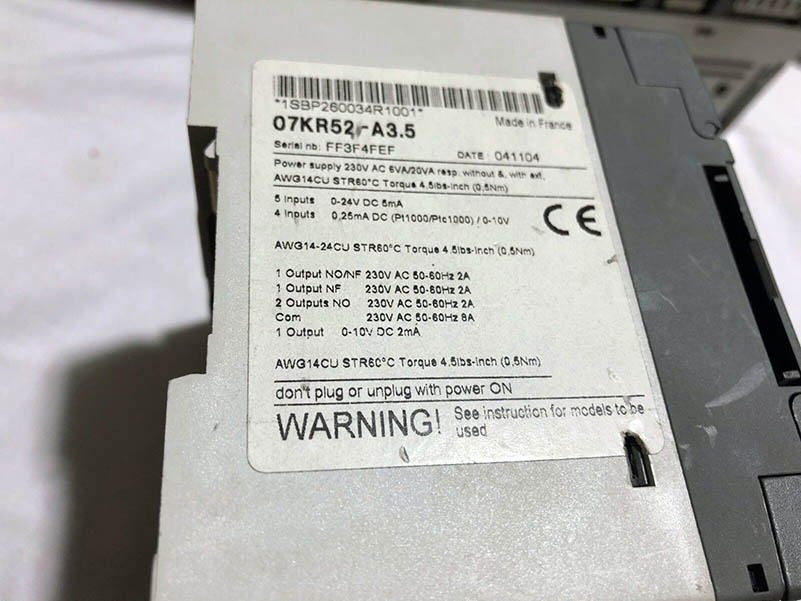 *1SBP260034R1001*
07KR52-A3.5
Made in France
Serial nb: FF3F4FEF DATE: 041104
Power supply 230V AC 6VA/20VA resp. without & with ext.
AWG14CU STR60°C Torque 4.5lbs-inch (0,5Nm)
5 Inputs 0-24V DC 5mA
4 Inputs 0,25mA DC (Pt1000/Ptc1000) / 0-10V
CE
AWG14-24CU STR60°C Torque 4.5lbs-inch (0,5Nm)
1 Output NO/NF 230V AC 50-60Hz 2A
1 Output NF 230V AC 50-60Hz 2A
2 Outputs NO 230V AC 50-60Hz 2A
Com 230V AC 50-60Hz 8A
1 Output 0-10V DC 2mA
AWG14CU STR60°C Torque 4,5lbs-inch (0,5Nm)
don't plug or unplug with power ON
WARNING! See instruction for models to be
used